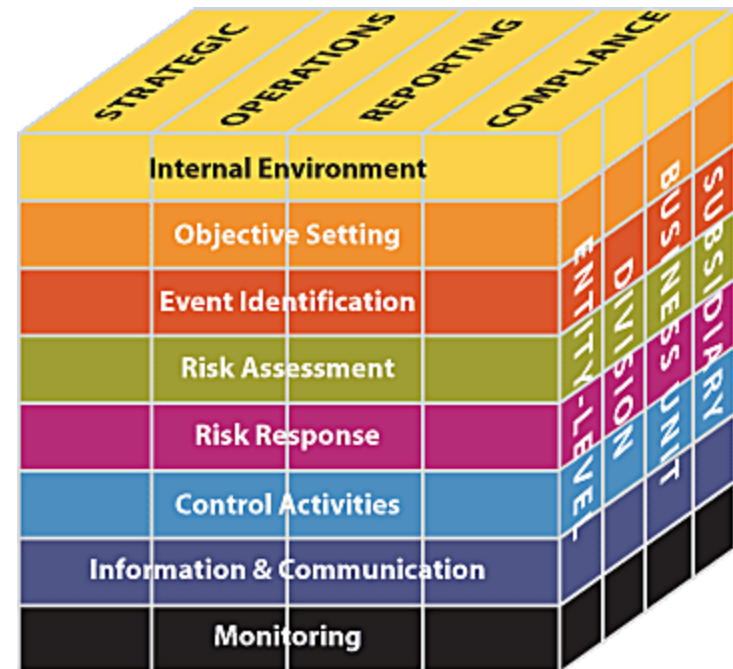 STRATEGIC
OPERATIONS
REPORTING
COMPLIANCE
Internal Environment
Objective Setting
Event Identification
Risk Assessment
Risk Response
Control Activities
Information & Communication
Monitoring
ENTITY-LEVEL
DIVISION
BUSINESS UNIT
SUBSIDIARY